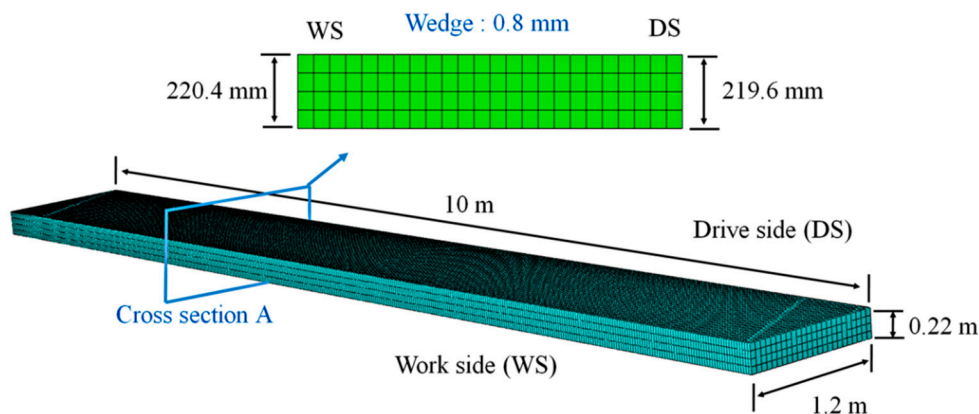 WS
Wedge : 0.8 mm
DS
220.4 mm
219.6 mm
10 m
Drive side (DS)
Cross section A
Work side (WS)
0.22 m
1.2 m